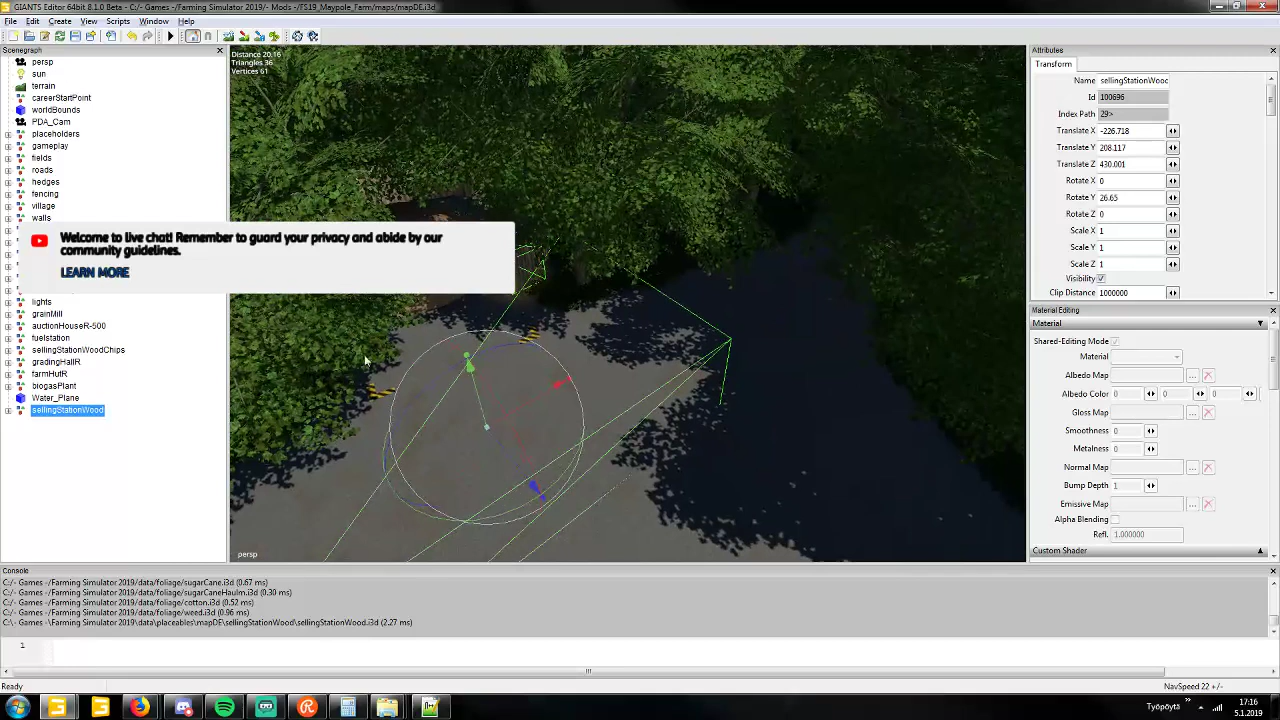 GIANTS Editor 64bit 8.1.0 Beta - C:/- Games -/Farming Simulator 2019/- Mods -/FS19_Maypole_Farm/maps/mapDE.i3d
File Edit Create View Scripts Window Help
Scenegraph
persp
sun
terrain
careerStartPoint
worldBounds
PDA_Cam
placeholders
gameplay
fields
roads
hedges
fencing
village
walls
lights
grainMill
auctionHouseR-500
fuelstation
sellingStationWoodChips
gradingHallR
farmHutR
biogasPlant
Water_Plane
sellingStationWood
Distance 20.16
Triangles 36
Vertices 61
Welcome to live chat! Remember to guard your privacy and abide by our
community guidelines.
LEARN MORE
persp
Attributes
Transform
Name sellingStationWood
Id 100696
Index Path 29>
Translate X -226.718
Translate Y 208.117
Translate Z 430.001
Rotate X 0
Rotate Y 26.65
Rotate Z 0
Scale X 1
Scale Y 1
Scale Z 1
Visibility
Clip Distance 1000000
Material Editing
Material
Shared-Editing Mode
Material
Albedo Map ...
Albedo Color 0 0 0
Gloss Map ...
Smoothness 0
Metalness 0
Normal Map ...
Bump Depth 1
Emissive Map ...
Alpha Blending
Refl. 1.000000
Custom Shader
Console
C:/- Games -/Farming Simulator 2019/data/foliage/sugarCane.i3d (0.67 ms)
C:/- Games -/Farming Simulator 2019/data/foliage/sugarCaneHaulm.i3d (0.30 ms)
C:/- Games -/Farming Simulator 2019/data/foliage/cotton.i3d (0.52 ms)
C:/- Games -/Farming Simulator 2019/data/foliage/weed.i3d (0.96 ms)
C:\- Games -\Farming Simulator 2019\data\placeables\mapDE\sellingStationWood\sellingStationWood.i3d (2.27 ms)
1
Ready
NavSpeed 22 +/-
Työpöytä
17:16
5.1.2019